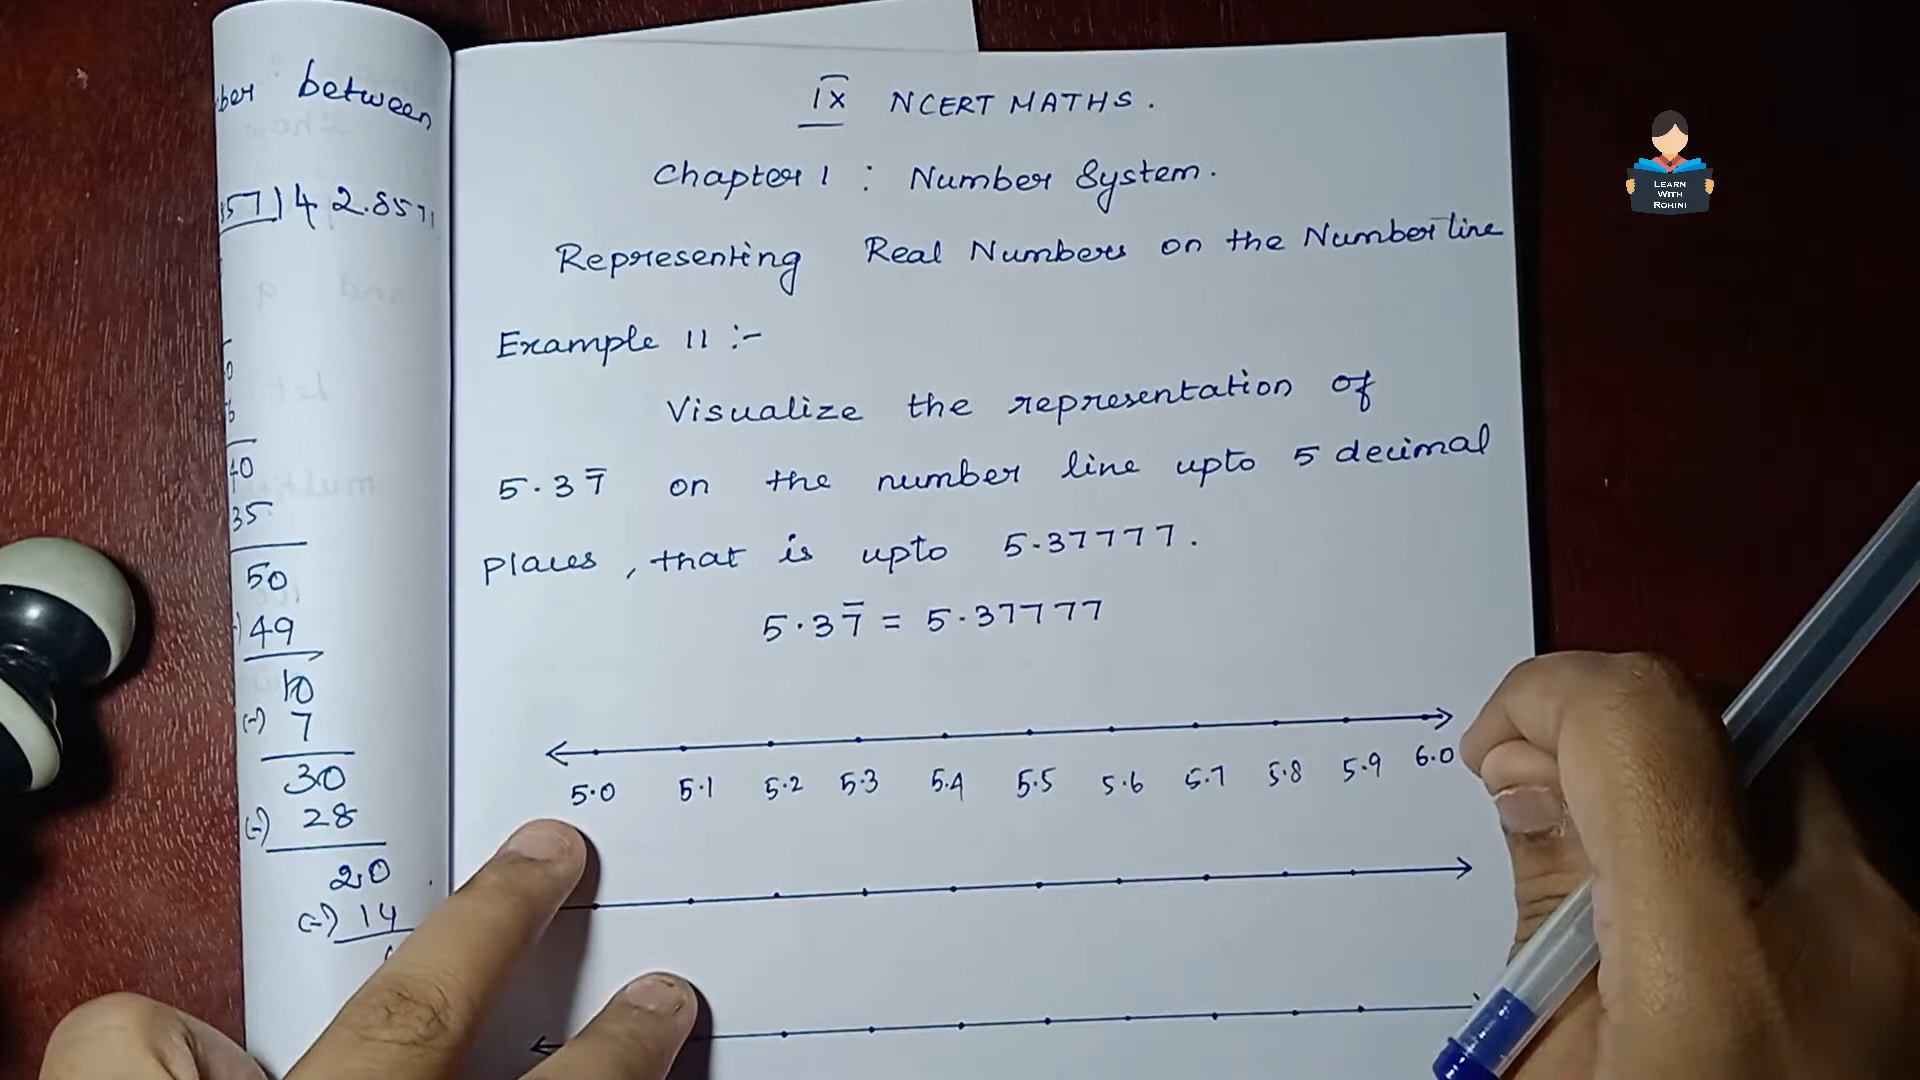 between
142.8571
40
35
50
49
10
(-) 7
30
(-) 28
20
(-) 14
IX NCERT MATHS.
Chapter 1 : Number System.
Representing Real Numbers on the Number line
Example 11 :-
Visualize the representation of
5.37̅ on the number line upto 5 decimal
places, that is upto 5.37777.
5.37̅ = 5.37777
5.0 5.1 5.2 5.3 5.4 5.5 5.6 5.7 5.8 5.9 6.0
LEARN
WITH
ROHINI